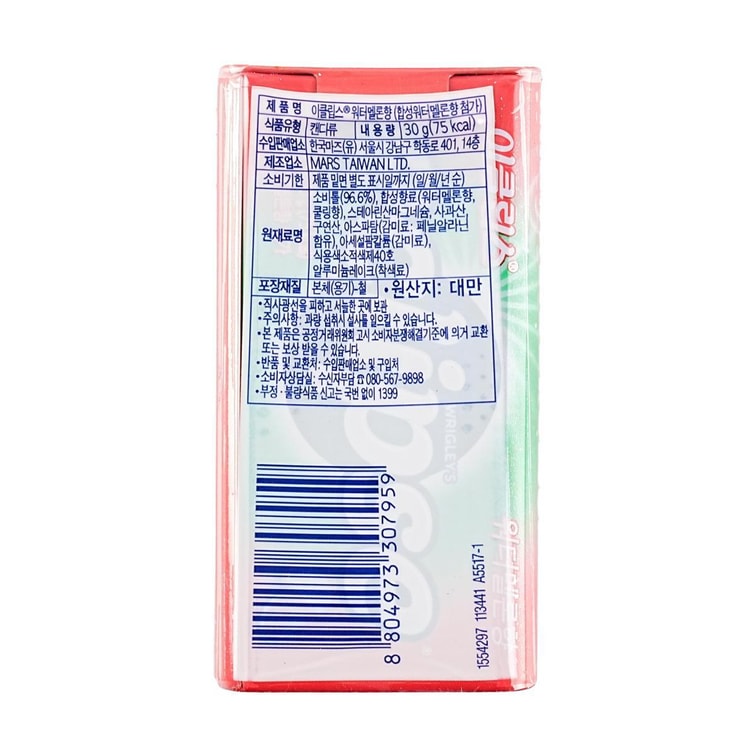 제 품 명 이클립스® 워터멜론향 (합성워터멜론향 첨가)
식품유형 캔디류 내 용 량 30 g(75 kcal)
수입판매업소 한국마즈(유) 서울시 강남구 학동로 401, 14층
제조업소 MARS TAIWAN LTD.
소비기한 제품 밑면 별도 표시일까지 (일/월/년 순)
원재료명 소비톨(96.6%), 합성향료(워터멜론향,
쿨링향), 스테아린산마그네슘, 사과산,
구연산, 아스파탐(감미료: 페닐알라닌
함유), 아세설팜칼륨(감미료),
식용색소적색제40호
알루미늄레이크(착색료)
포장재질 본체(용기)-철 • 원산지: 대만
• 직사광선을 피하고 서늘한 곳에 보관
• 주의사항: 과량 섭취시 설사를 일으킬 수 있습니다.
• 본 제품은 공정거래위원회 고시 소비자분쟁해결기준에 의거 교환
또는 보상 받을 수 있습니다.
• 반품 및 교환처: 수입판매업소 및 구입처
• 소비자상담실: 수신자부담 ☎ 080-567-9898
• 부정 · 불량식품 신고는 국번 없이 1399
8 804973 307959
1554297 113441 A5517-1
WRIGLEYS
이클립스®
워터멜론향